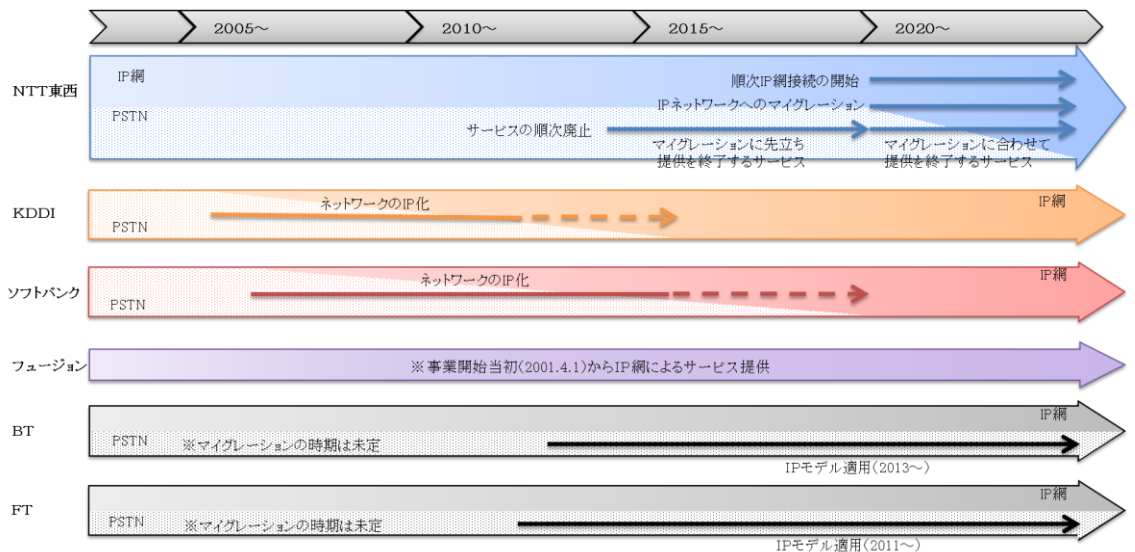 2005～
2010～
2015～
2020～
NTT東西
IP網
PSTN
順次IP網接続の開始
IPネットワークへのマイグレーション
サービスの順次廃止
マイグレーションに先立ち
提供を終了するサービス
マイグレーションに合わせて
提供を終了するサービス
KDDI
ネットワークのIP化
IP網
PSTN
ソフトバンク
ネットワークのIP化
IP網
PSTN
フュージョン
※事業開始当初(2001.4.1)からIP網によるサービス提供
BT
IP網
PSTN
※マイグレーションの時期は未定
IPモデル適用(2013～)
FT
IP網
PSTN
※マイグレーションの時期は未定
IPモデル適用(2011～)